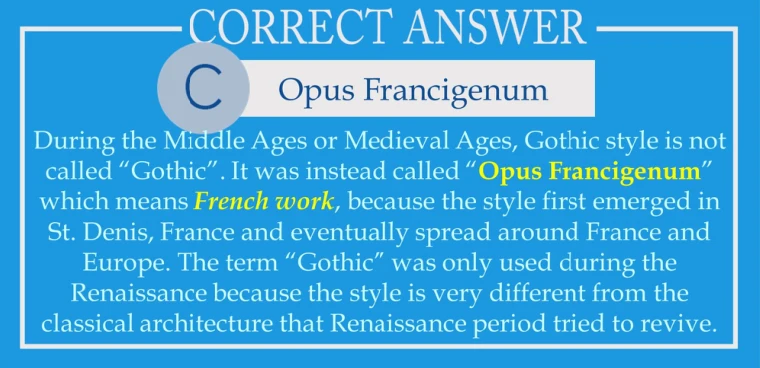 CORRECT ANSWER
C Opus Francigenum
During the Middle Ages or Medieval Ages, Gothic style is not
called “Gothic”. It was instead called “Opus Francigenum”
which means French work, because the style first emerged in
St. Denis, France and eventually spread around France and
Europe. The term “Gothic” was only used during the
Renaissance because the style is very different from the
classical architecture that Renaissance period tried to revive.